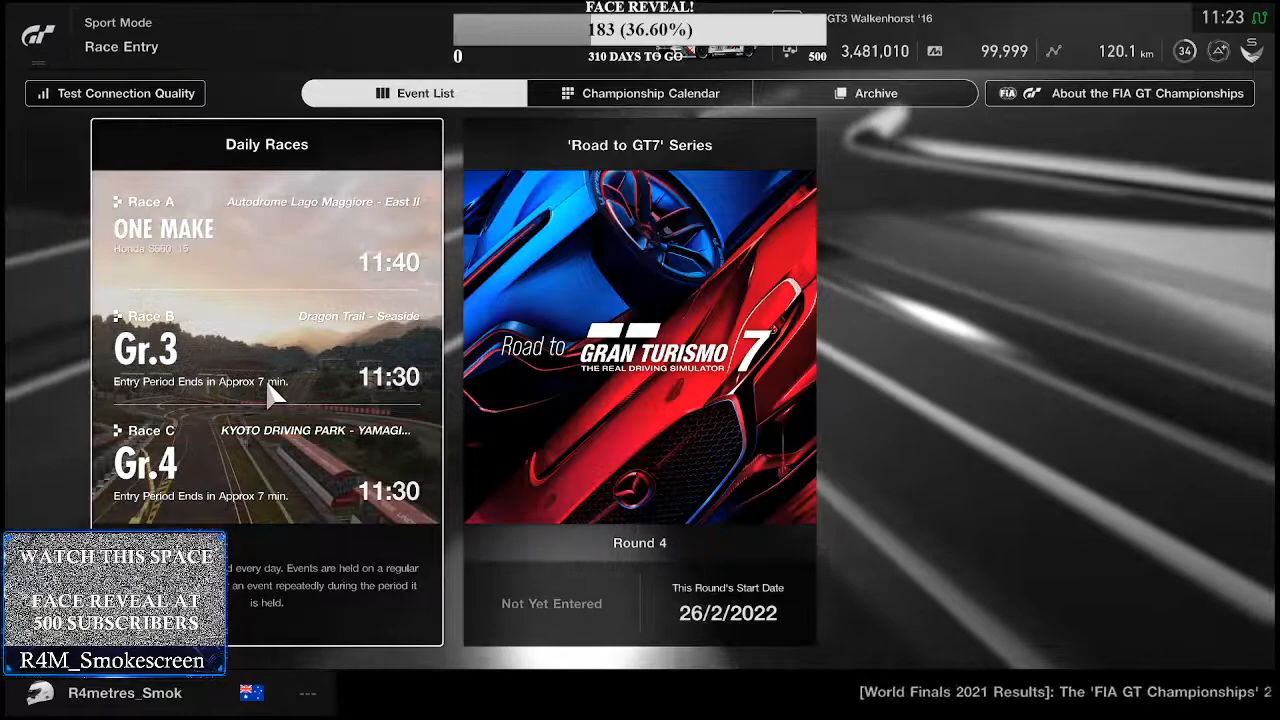 Sport Mode
Race Entry
FACE REVEAL!
183 (36.60%)
0
310 DAYS TO GO
500
GT3 Walkenhorst '16
11:23
3,481,010
99,999
120.1 km
34
S
Test Connection Quality
Event List
Championship Calendar
Archive
FIA
About the FIA GT Championships
Daily Races
Race A
Autodrome Lago Maggiore - East II
ONE MAKE
Honda S660 '15
11:40
Race B
Dragon Trail - Seaside
Gr.3
Entry Period Ends in Approx 7 min.
11:30
Race C
KYOTO DRIVING PARK - YAMAGI...
Gr.4
Entry Period Ends in Approx 7 min.
11:30
d every day. Events are held on a regular
an event repeatedly during the period it
is held.
'Road to GT7' Series
Road to GRAN TURISMO 7
THE REAL DRIVING SIMULATOR
Round 4
Not Yet Entered
This Round's Start Date
26/2/2022
WATCH THIS SPACE
FACE REVEAL AT
SUBSCRIBERS
R4M_Smokescreen
R4metres_Smok
---
[World Finals 2021 Results]: The 'FIA GT Championships' 2